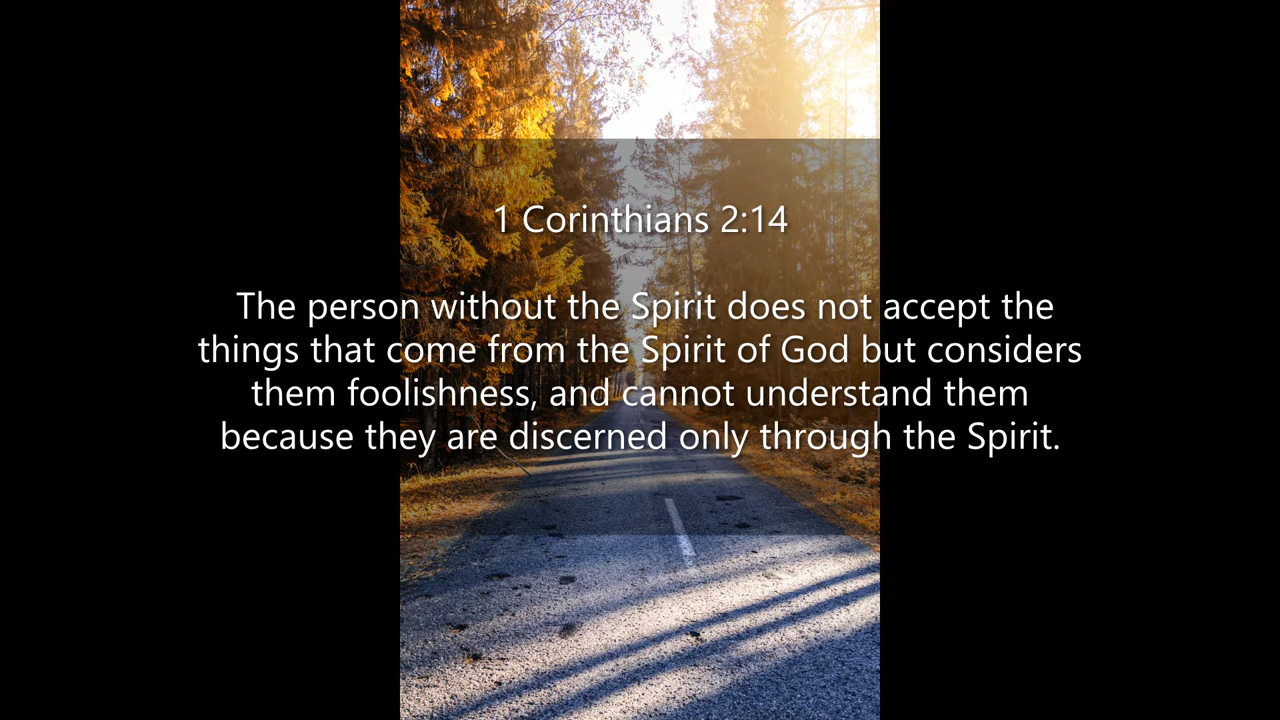 1 Corinthians 2:14
The person without the Spirit does not accept the
things that come from the Spirit of God but considers
them foolishness, and cannot understand them
because they are discerned only through the Spirit.